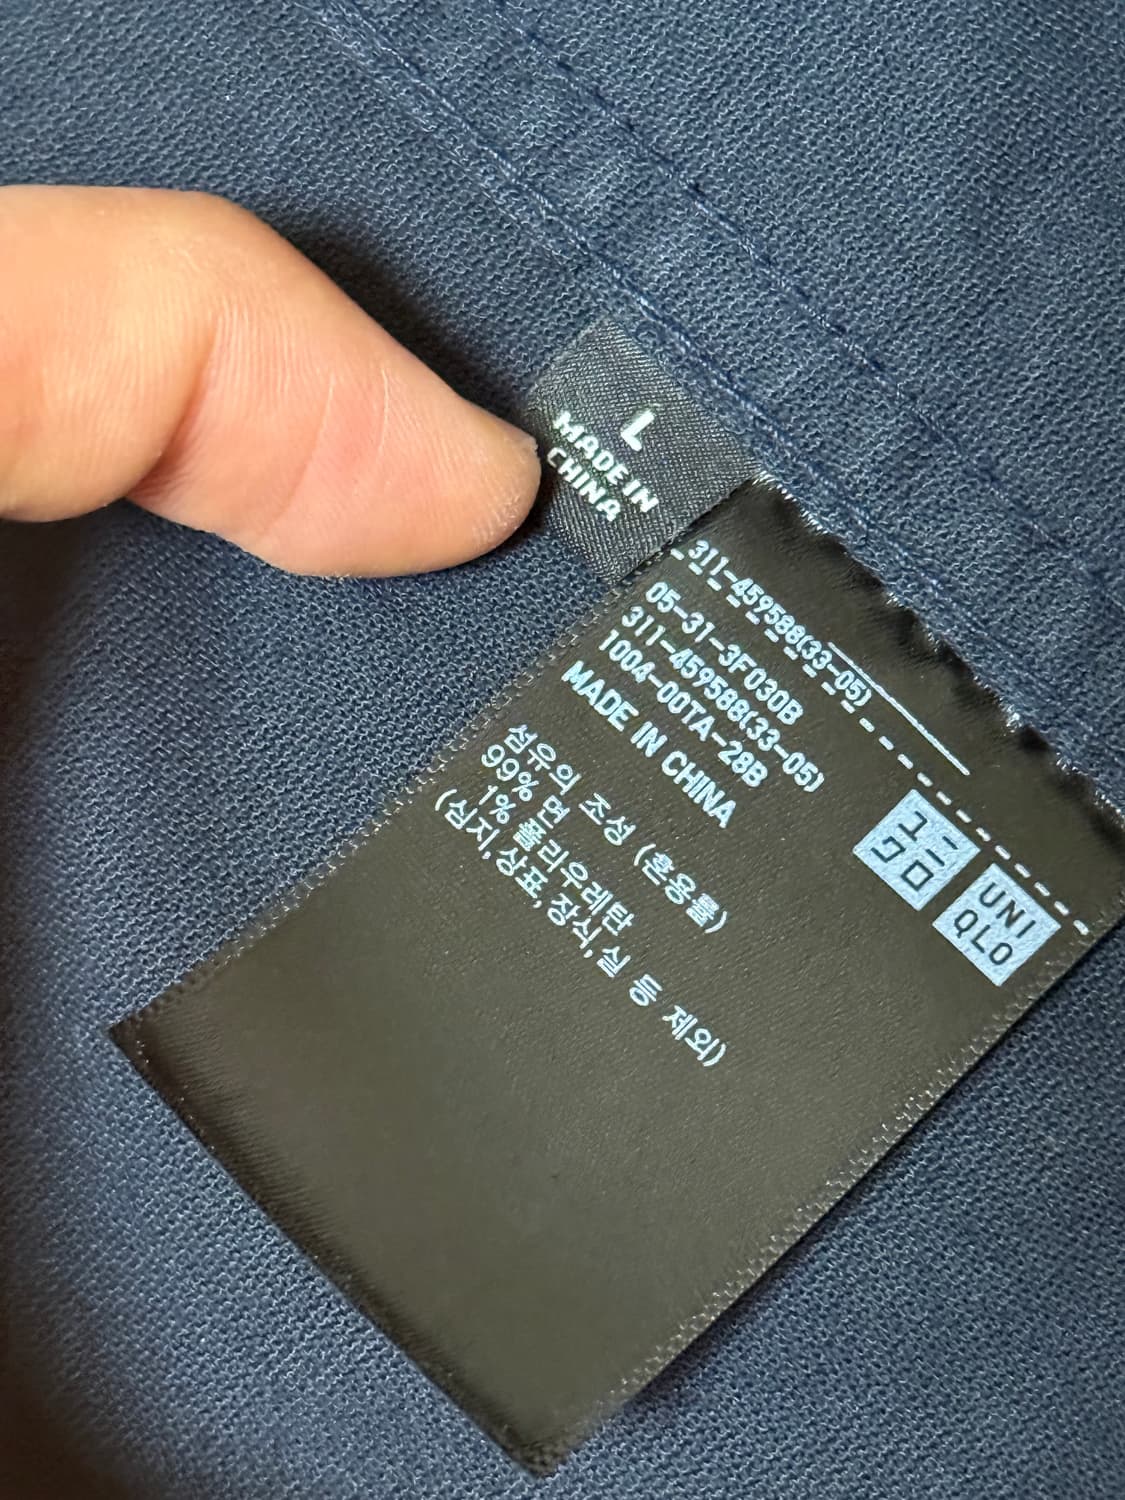 L
MADE IN
CHINA
311-459588(33-05)
05-31-3F030B
311-459588(33-05)
1004-00TA-28B
MADE IN CHINA
ユニ
クロ
UNI
QLO
섬유의 조성 (혼용률)
99% 면
1% 폴리우레탄
(심지,상표,장식,실 등 제외)